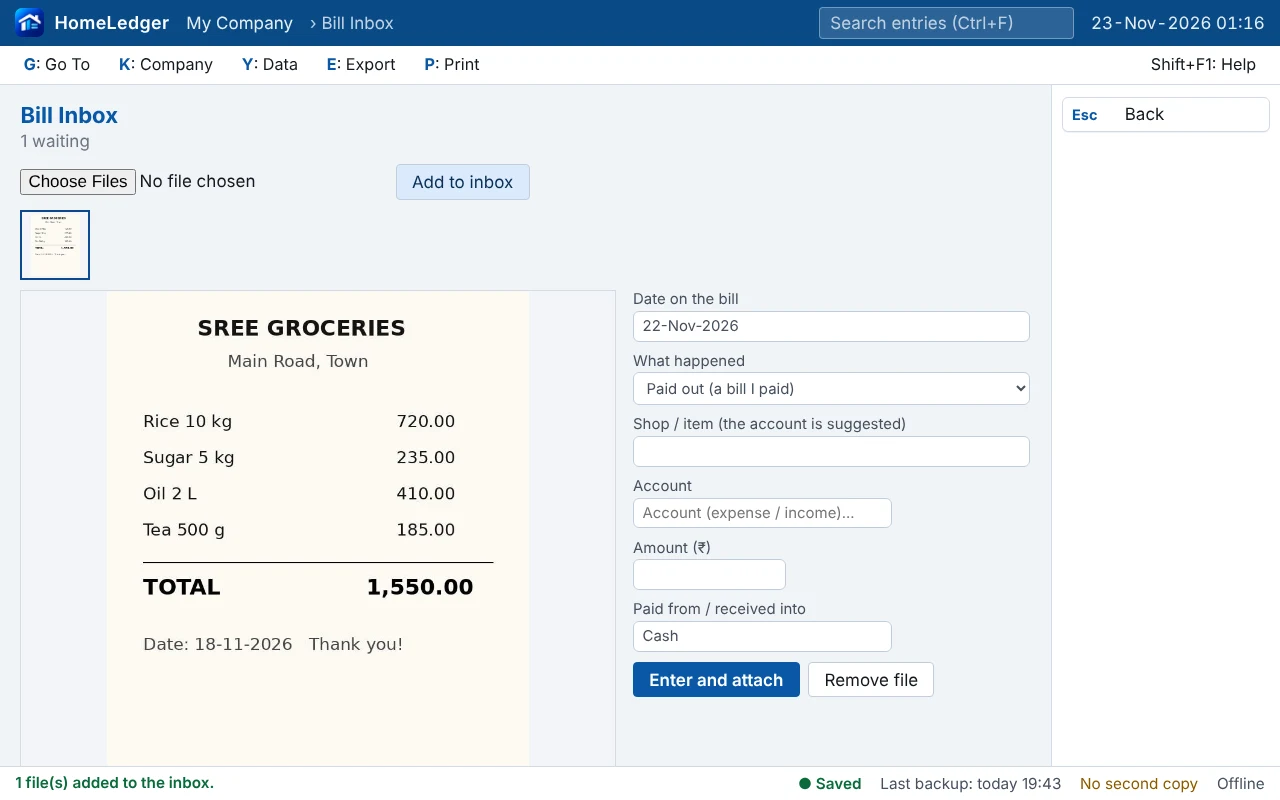 HomeLedger My Company › Bill Inbox Search entries (Ctrl+F) 23-Nov-2026 01:16
G: Go To K: Company Y: Data E: Export P: Print Shift+F1: Help
Bill Inbox
1 waiting
Esc Back
Choose Files No file chosen Add to inbox
SREE GROCERIES
Main Road, Town
Rice 10 kg 720.00
Sugar 5 kg 235.00
Oil 2 L 410.00
Tea 500 g 185.00
TOTAL 1,550.00
Date: 18-11-2026 Thank you!
Date on the bill
22-Nov-2026
What happened
Paid out (a bill I paid)
Shop / item (the account is suggested)
Account
Account (expense / income)...
Amount (₹)
Paid from / received into
Cash
Enter and attach Remove file
1 file(s) added to the inbox. Saved Last backup: today 19:43 No second copy Offline